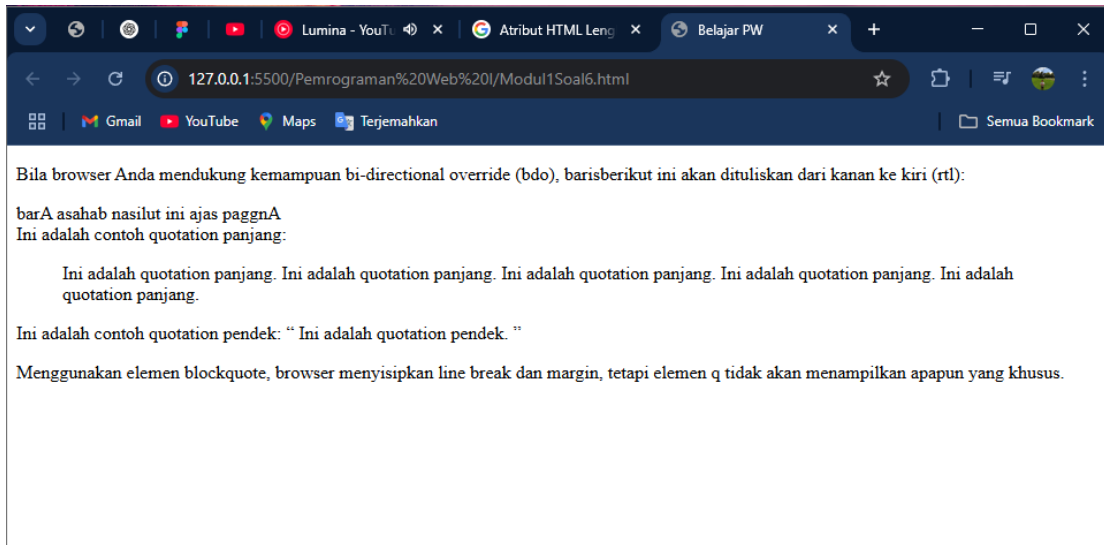 Lumina - YouTu
Atribut HTML Leng
Belajar PW
127.0.0.1:5500/Pemrograman%20Web%20I/Modul1Soal6.html
Gmail YouTube Maps Terjemahkan Semua Bookmark
Bila browser Anda mendukung kemampuan bi-directional override (bdo), barisberikut ini akan dituliskan dari kanan ke kiri (rtl):
barA asahab nasilut ini ajas paggnA
Ini adalah contoh quotation panjang:
Ini adalah quotation panjang. Ini adalah quotation panjang. Ini adalah quotation panjang. Ini adalah quotation panjang. Ini adalah
quotation panjang.
Ini adalah contoh quotation pendek: “ Ini adalah quotation pendek. ”
Menggunakan elemen blockquote, browser menyisipkan line break dan margin, tetapi elemen q tidak akan menampilkan apapun yang khusus.